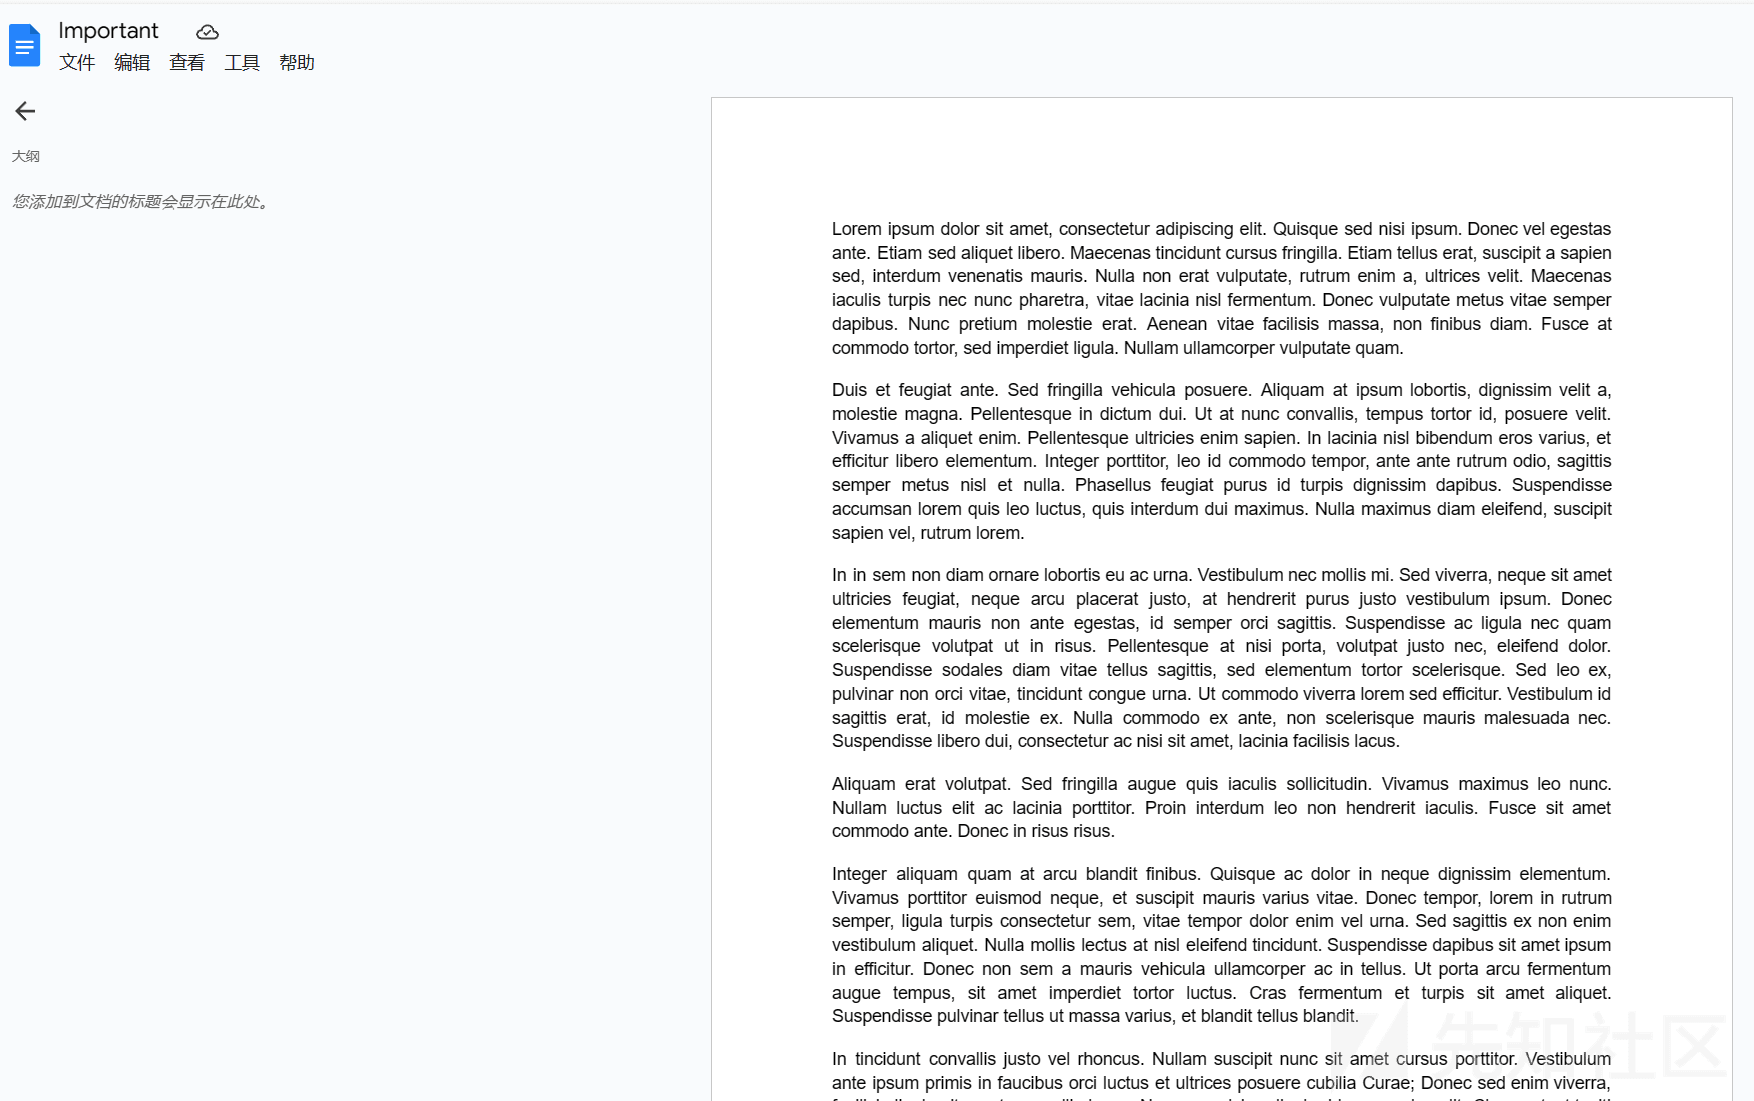 Important
文件 编辑 查看 工具 帮助
大纲
您添加到文档的标题会显示在此处。
Lorem ipsum dolor sit amet, consectetur adipiscing elit. Quisque sed nisi ipsum. Donec vel egestas
ante. Etiam sed aliquet libero. Maecenas tincidunt cursus fringilla. Etiam tellus erat, suscipit a sapien
sed, interdum venenatis mauris. Nulla non erat vulputate, rutrum enim a, ultrices velit. Maecenas
iaculis turpis nec nunc pharetra, vitae lacinia nisl fermentum. Donec vulputate metus vitae semper
dapibus. Nunc pretium molestie erat. Aenean vitae facilisis massa, non finibus diam. Fusce at
commodo tortor, sed imperdiet ligula. Nullam ullamcorper vulputate quam.
Duis et feugiat ante. Sed fringilla vehicula posuere. Aliquam at ipsum lobortis, dignissim velit a,
molestie magna. Pellentesque in dictum dui. Ut at nunc convallis, tempus tortor id, posuere velit.
Vivamus a aliquet enim. Pellentesque ultricies enim sapien. In lacinia nisl bibendum eros varius, et
efficitur libero elementum. Integer porttitor, leo id commodo tempor, ante ante rutrum odio, sagittis
semper metus nisl et nulla. Phasellus feugiat purus id turpis dignissim dapibus. Suspendisse
accumsan lorem quis leo luctus, quis interdum dui maximus. Nulla maximus diam eleifend, suscipit
sapien vel, rutrum lorem.
In in sem non diam ornare lobortis eu ac urna. Vestibulum nec mollis mi. Sed viverra, neque sit amet
ultricies feugiat, neque arcu placerat justo, at hendrerit purus justo vestibulum ipsum. Donec
elementum mauris non ante egestas, id semper orci sagittis. Suspendisse ac ligula nec quam
scelerisque volutpat ut in risus. Pellentesque at nisi porta, volutpat justo nec, eleifend dolor.
Suspendisse sodales diam vitae tellus sagittis, sed elementum tortor scelerisque. Sed leo ex,
pulvinar non orci vitae, tincidunt congue urna. Ut commodo viverra lorem sed efficitur. Vestibulum id
sagittis erat, id molestie ex. Nulla commodo ex ante, non scelerisque mauris malesuada nec.
Suspendisse libero dui, consectetur ac nisi sit amet, lacinia facilisis lacus.
Aliquam erat volutpat. Sed fringilla augue quis iaculis sollicitudin. Vivamus maximus leo nunc.
Nullam luctus elit ac lacinia porttitor. Proin interdum leo non hendrerit iaculis. Fusce sit amet
commodo ante. Donec in risus risus.
Integer aliquam quam at arcu blandit finibus. Quisque ac dolor in neque dignissim elementum.
Vivamus porttitor euismod neque, et suscipit mauris varius vitae. Donec tempor, lorem in rutrum
semper, ligula turpis consectetur sem, vitae tempor dolor enim vel urna. Sed sagittis ex non enim
vestibulum aliquet. Nulla mollis lectus at nisl eleifend tincidunt. Suspendisse dapibus sit amet ipsum
in efficitur. Donec non sem a mauris vehicula ullamcorper ac in tellus. Ut porta arcu fermentum
augue tempus, sit amet imperdiet tortor luctus. Cras fermentum et turpis sit amet aliquet.
Suspendisse pulvinar tellus ut massa varius, et blandit tellus blandit.
In tincidunt convallis justo vel rhoncus. Nullam suscipit nunc sit amet cursus porttitor. Vestibulum
ante ipsum primis in faucibus orci luctus et ultrices posuere cubilia Curae; Donec sed enim viverra,
先知社区